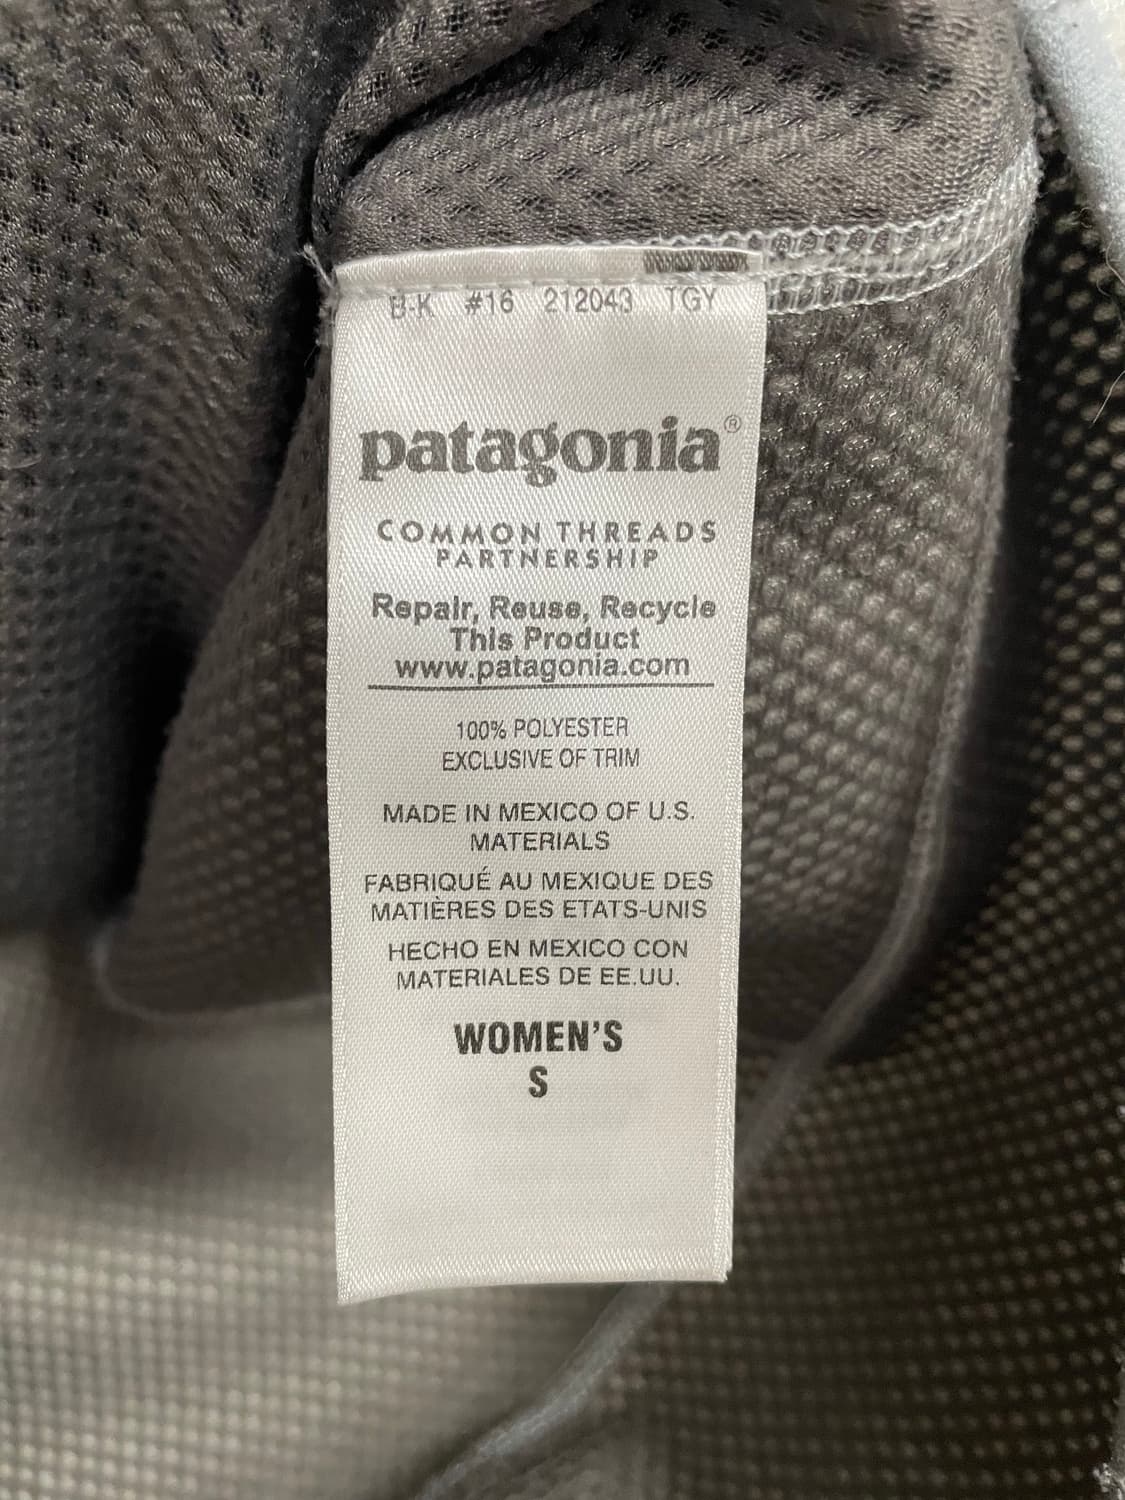 B-K #16 212043 TGY
patagonia®
COMMON THREADS
PARTNERSHIP
Repair, Reuse, Recycle
This Product
www.patagonia.com
100% POLYESTER
EXCLUSIVE OF TRIM
MADE IN MEXICO OF U.S.
MATERIALS
FABRIQUÉ AU MEXIQUE DES
MATIÈRES DES ETATS-UNIS
HECHO EN MEXICO CON
MATERIALES DE EE.UU.
WOMEN'S
S